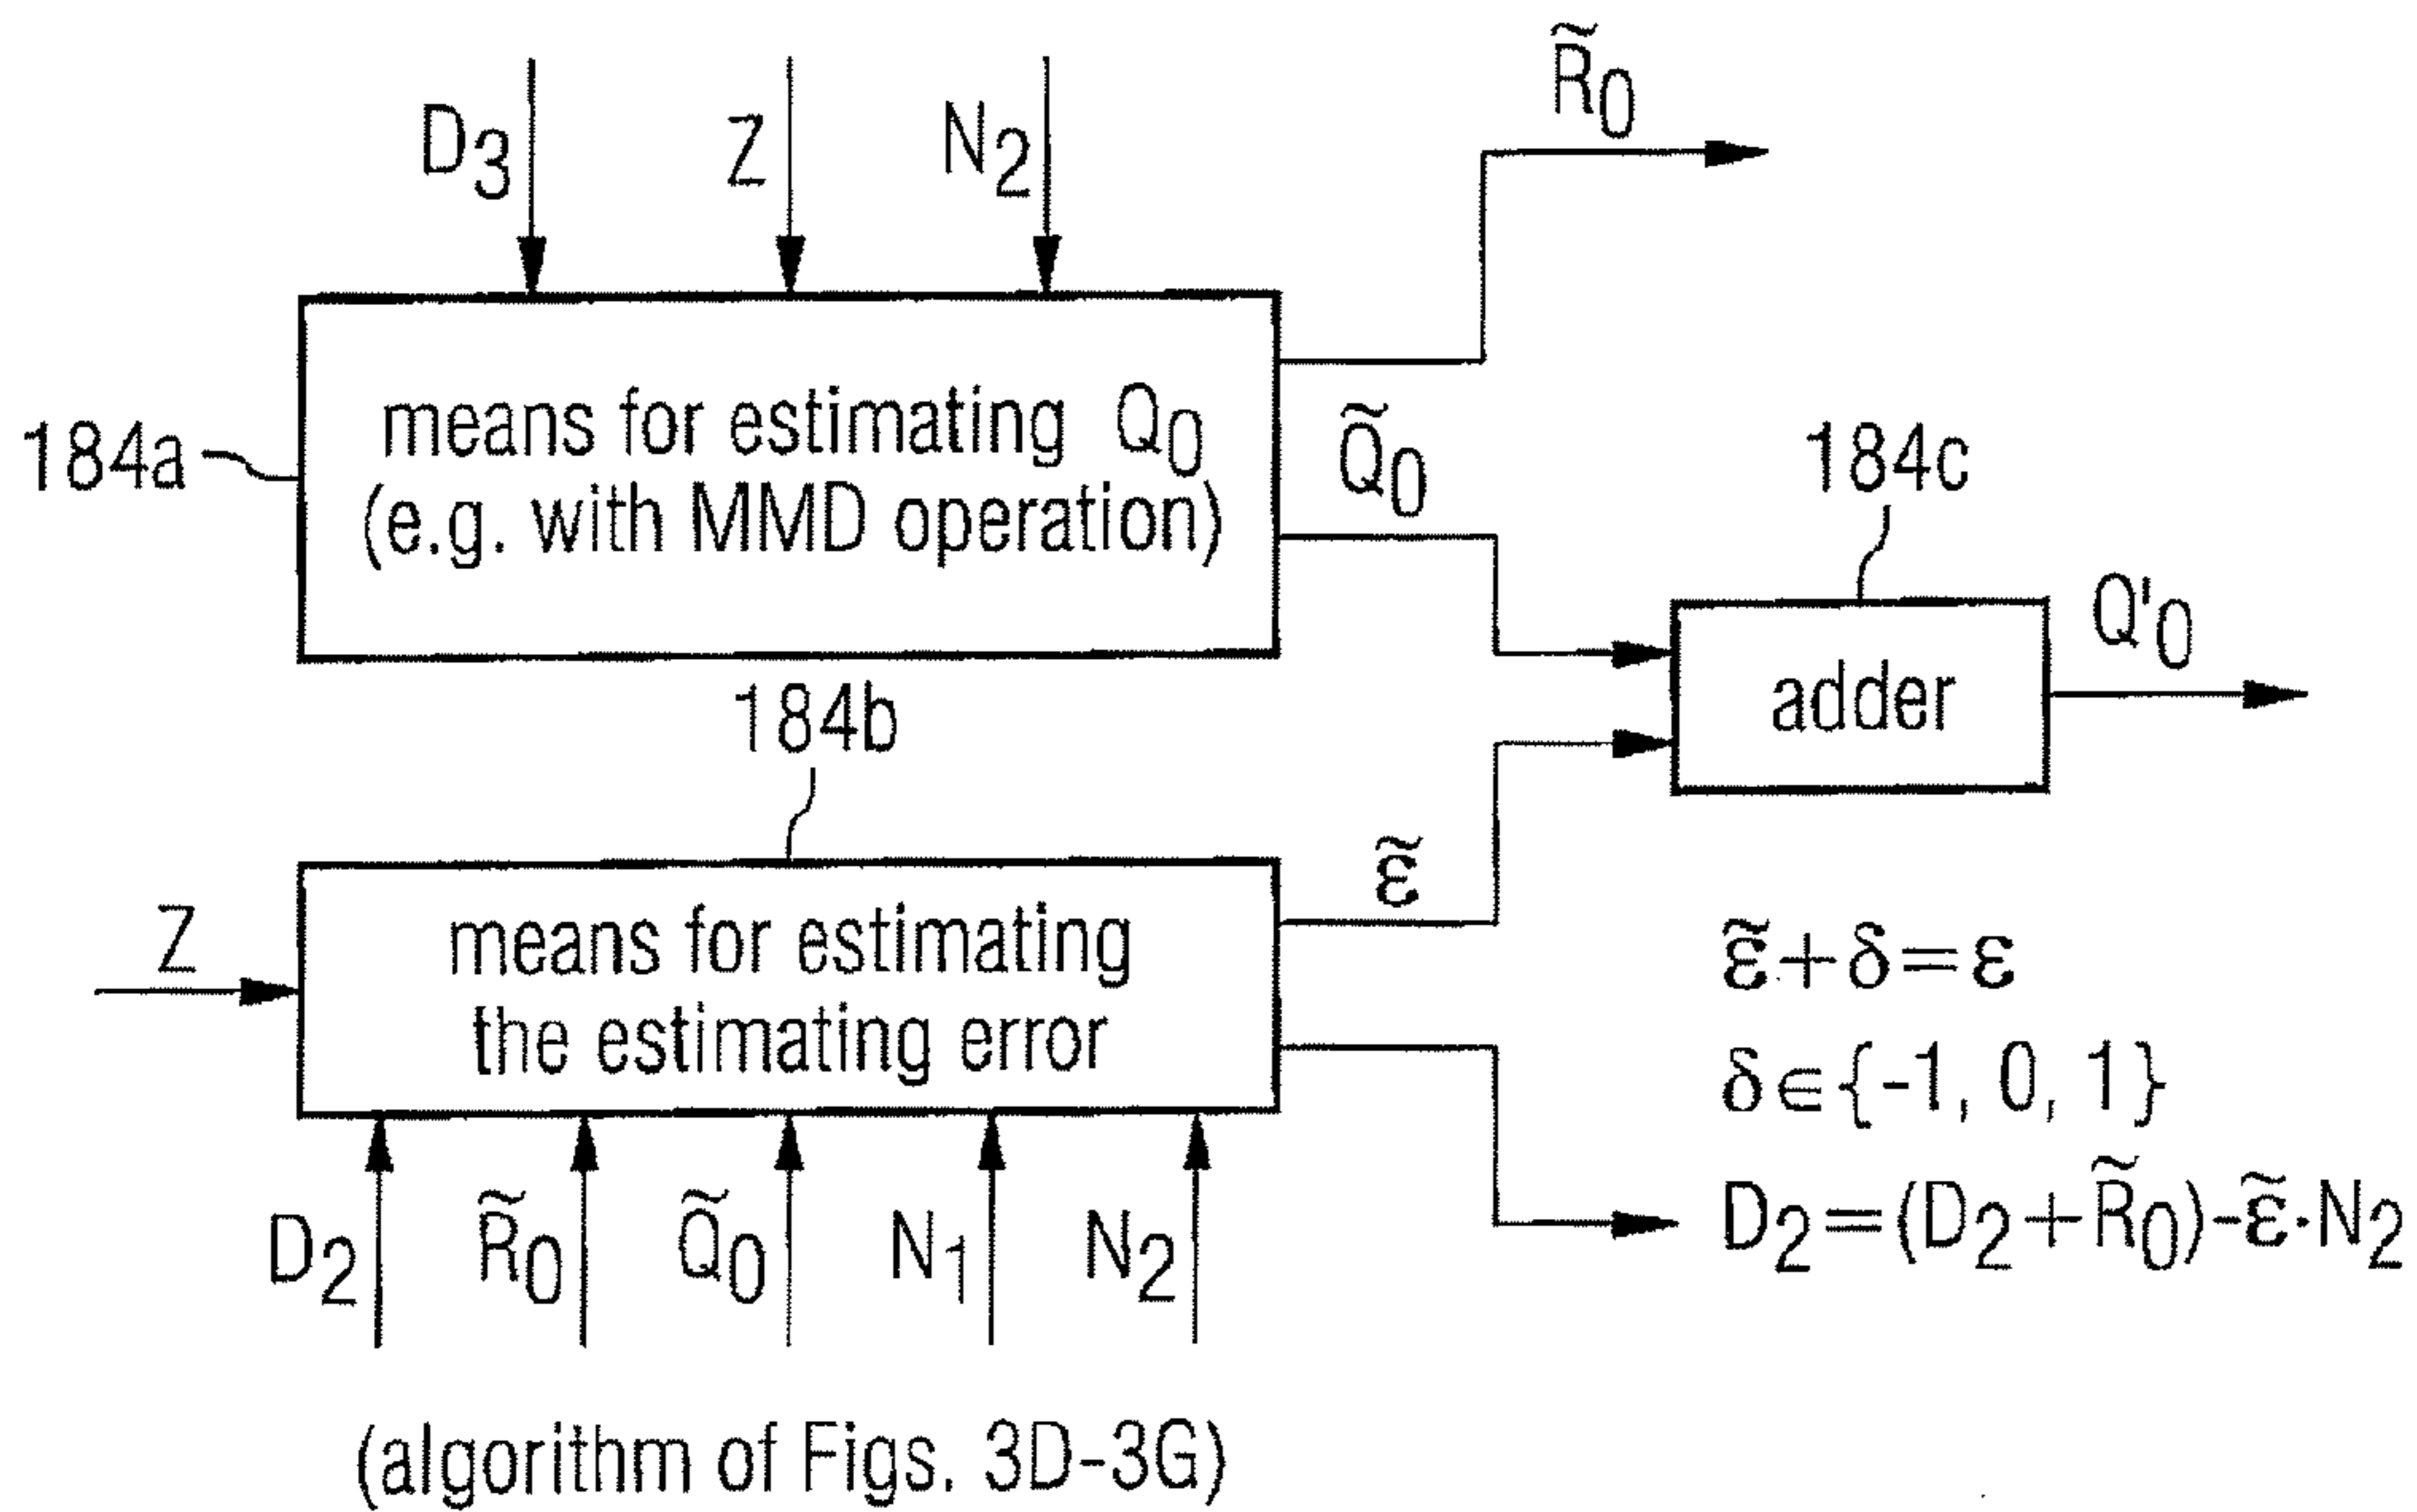 R̃₀
D₃
Z
N₂
184a
means for estimating Q₀
(e.g. with MMD operation)
Q̃₀
184c
adder
Q'₀
184b
Z
means for estimating
the estimating error
ε̃
ε̃+δ=ε
δ∈{-1, 0, 1}
D₂=(D₂+R̃₀)-ε̃·N₂
D₂
R̃₀
Q̃₀
N₁
N₂
(algorithm of Figs. 3D-3G)